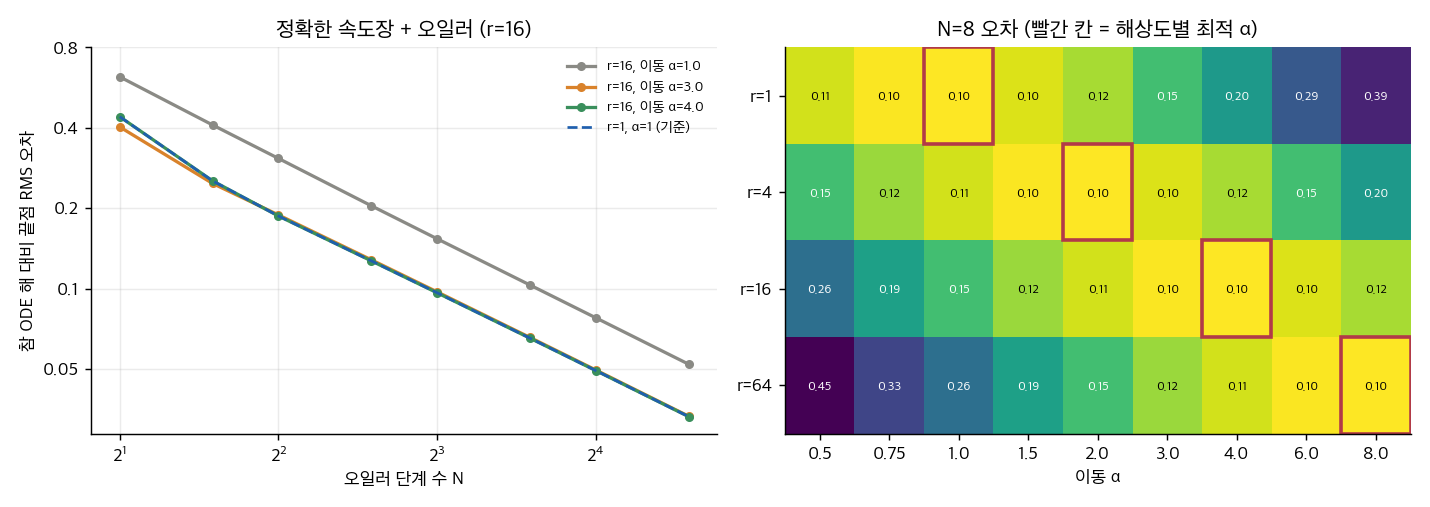 정확한 속도장 + 오일러 (r=16)
참 ODE 해 대비 끝점 RMS 오차
0.8
0.4
0.2
0.1
0.05
r=16, 이동 α=1.0
r=16, 이동 α=3.0
r=16, 이동 α=4.0
r=1, α=1 (기준)
2¹ 2² 2³ 2⁴
오일러 단계 수 N
N=8 오차 (빨간 칸 = 해상도별 최적 α)
r=1 0.11 0.10 0.10 0.10 0.12 0.15 0.20 0.29 0.39
r=4 0.15 0.12 0.11 0.10 0.10 0.10 0.12 0.15 0.20
r=16 0.26 0.19 0.15 0.12 0.11 0.10 0.10 0.10 0.12
r=64 0.45 0.33 0.26 0.19 0.15 0.12 0.11 0.10 0.10
0.5 0.75 1.0 1.5 2.0 3.0 4.0 6.0 8.0
이동 α